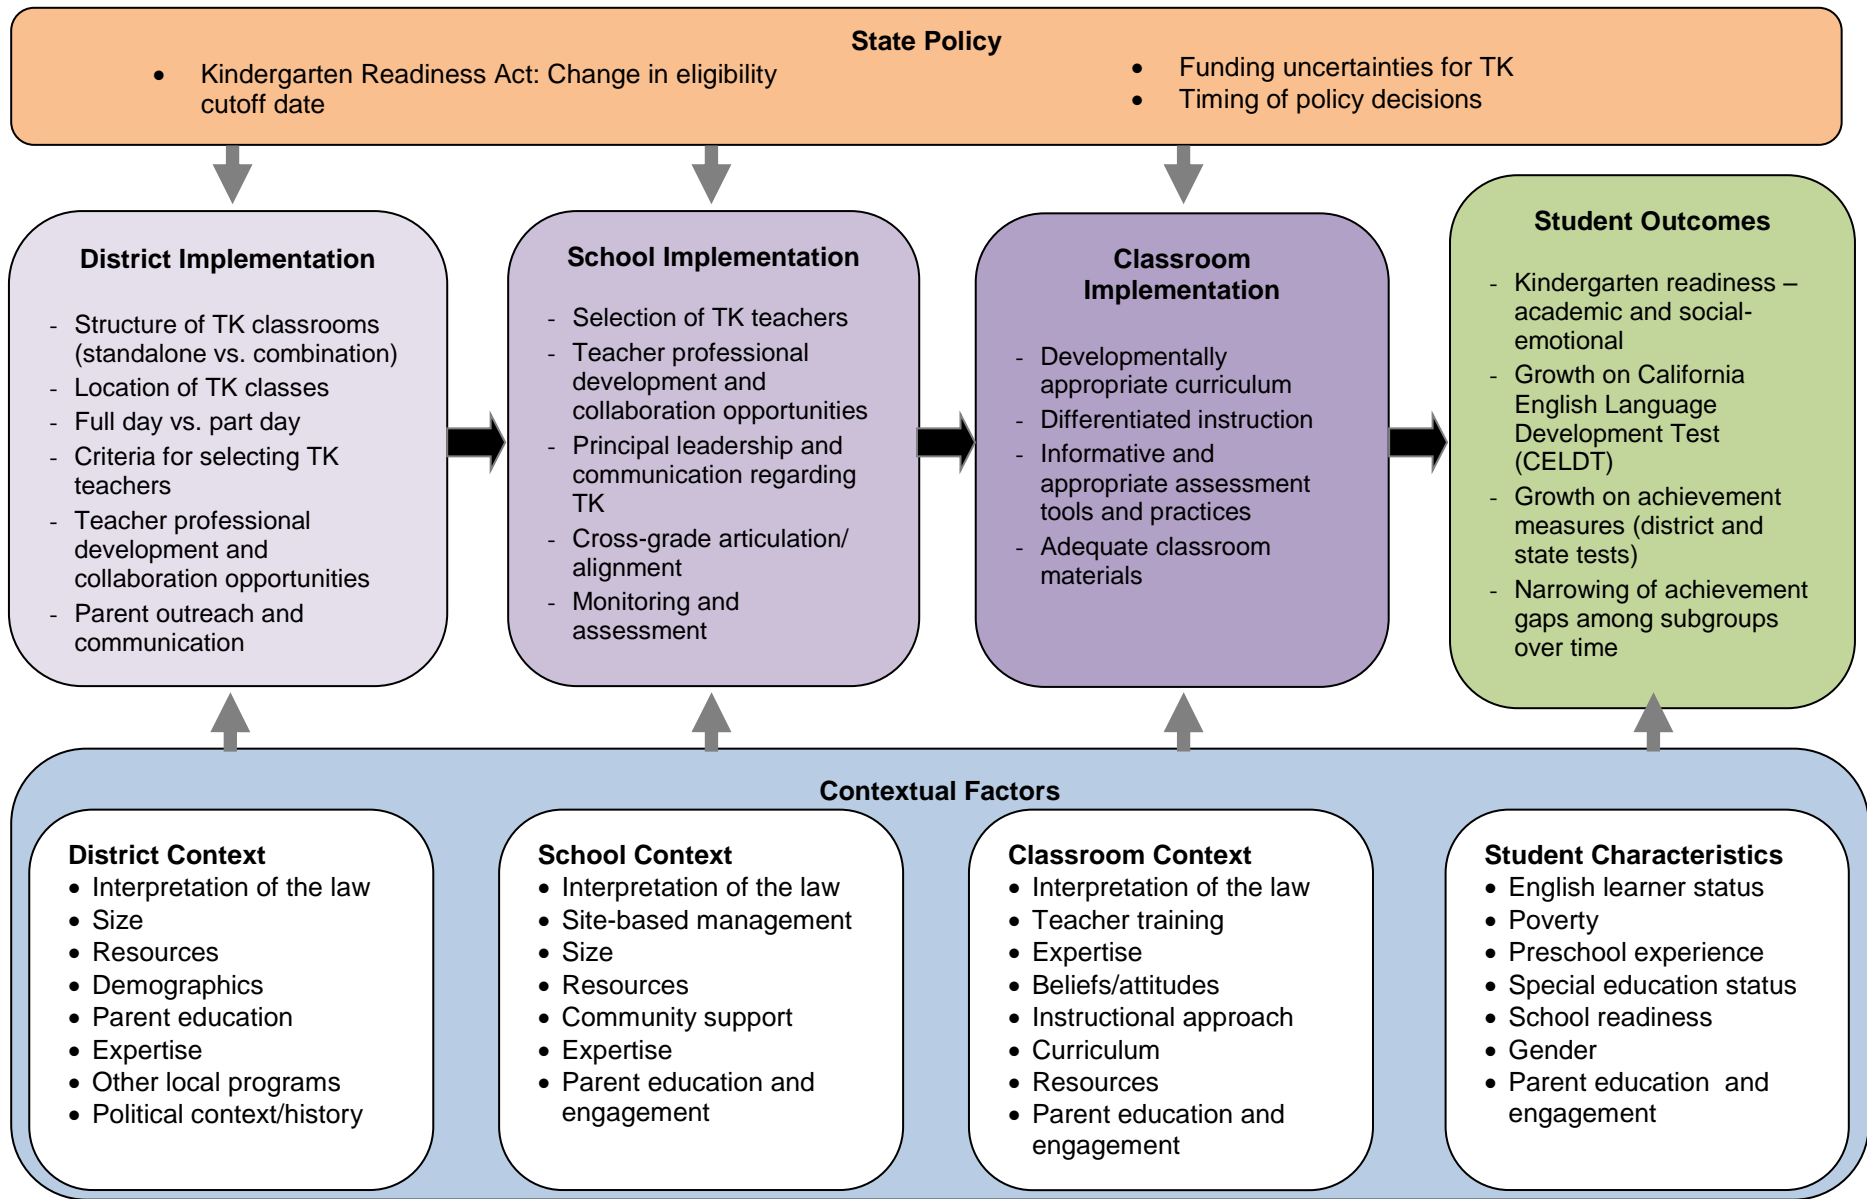 State Policy
• Kindergarten Readiness Act: Change in eligibility
cutoff date
• Funding uncertainties for TK
• Timing of policy decisions
District Implementation
- Structure of TK classrooms
(standalone vs. combination)
- Location of TK classes
- Full day vs. part day
- Criteria for selecting TK
teachers
- Teacher professional
development and
collaboration opportunities
- Parent outreach and
communication
School Implementation
- Selection of TK teachers
- Teacher professional
development and
collaboration opportunities
- Principal leadership and
communication regarding
TK
- Cross-grade articulation/
alignment
- Monitoring and
assessment
Classroom
Implementation
- Developmentally
appropriate curriculum
- Differentiated instruction
- Informative and
appropriate assessment
tools and practices
- Adequate classroom
materials
Student Outcomes
- Kindergarten readiness –
academic and social-
emotional
- Growth on California
English Language
Development Test
(CELDT)
- Growth on achievement
measures (district and
state tests)
- Narrowing of achievement
gaps among subgroups
over time
Contextual Factors
District Context
• Interpretation of the law
• Size
• Resources
• Demographics
• Parent education
• Expertise
• Other local programs
• Political context/history
School Context
• Interpretation of the law
• Site-based management
• Size
• Resources
• Community support
• Expertise
• Parent education and
engagement
Classroom Context
• Interpretation of the law
• Teacher training
• Expertise
• Beliefs/attitudes
• Instructional approach
• Curriculum
• Resources
• Parent education and
engagement
Student Characteristics
• English learner status
• Poverty
• Preschool experience
• Special education status
• School readiness
• Gender
• Parent education and
engagement